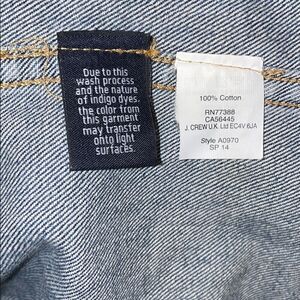 Due to this
wash process
and the nature
of indigo dyes.
the color from
this garment
may transfer
onto light
surfaces.
100% Cotton
RN77388
CA56445
J. CREW U.K. Ltd EC4V 6JA
Style A0970
SP 14